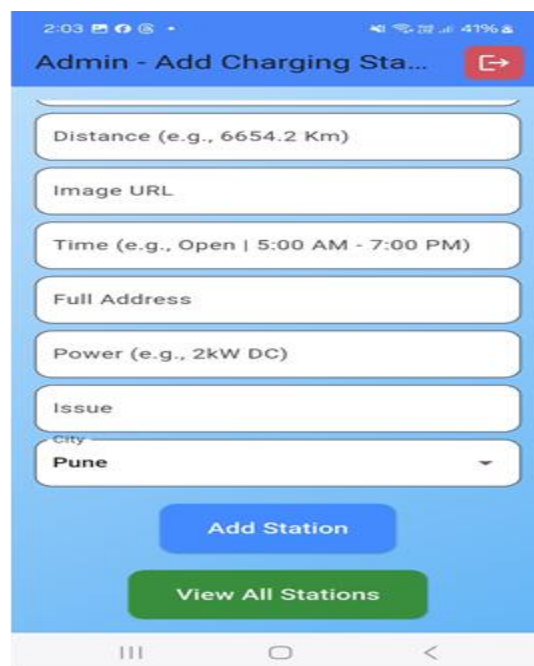 2:03 41%
Admin - Add Charging Sta...
Distance (e.g., 6654.2 Km)
Image URL
Time (e.g., Open | 5:00 AM - 7:00 PM)
Full Address
Power (e.g., 2kW DC)
Issue
City
Pune
Add Station
View All Stations